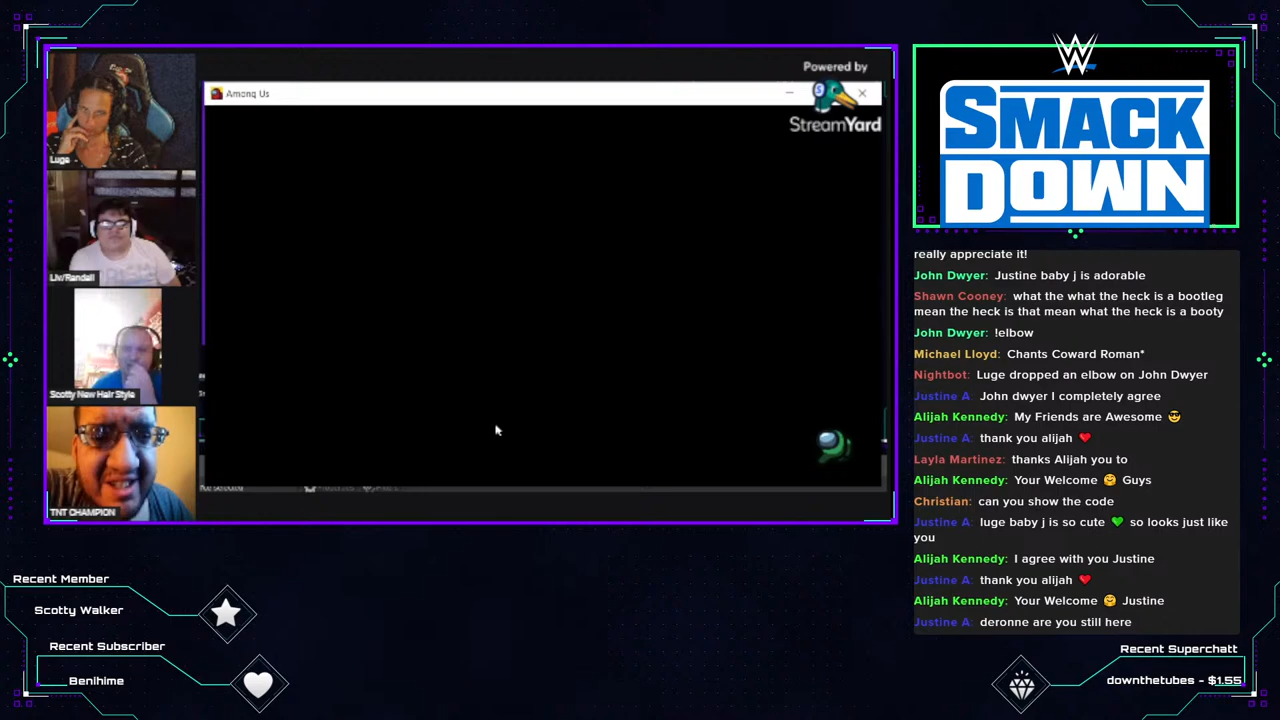 Powered by
StreamYard
Among Us
Luge
Liv/Randall
Scotty New Hair Style
TNT CHAMPION
W
SMACK
DOWN
really appreciate it!
John Dwyer: Justine baby j is adorable
Shawn Cooney: what the what the heck is a bootleg
mean the heck is that mean what the heck is a booty
John Dwyer: !elbow
Michael Lloyd: Chants Coward Roman*
Nightbot: Luge dropped an elbow on John Dwyer
Justine A: John dwyer I completely agree
Alijah Kennedy: My Friends are Awesome 😎
Justine A: thank you alijah ❤️
Layla Martinez: thanks Alijah you to
Alijah Kennedy: Your Welcome 🤗 Guys
Christian: can you show the code
Justine A: luge baby j is so cute 💚 so looks just like
you
Alijah Kennedy: I agree with you Justine
Justine A: thank you alijah ❤️
Alijah Kennedy: Your Welcome 🤗 Justine
Justine A: deronne are you still here
Recent Member
Scotty Walker
Recent Subscriber
Benihime
Recent Superchatt
downthetubes - $1.55